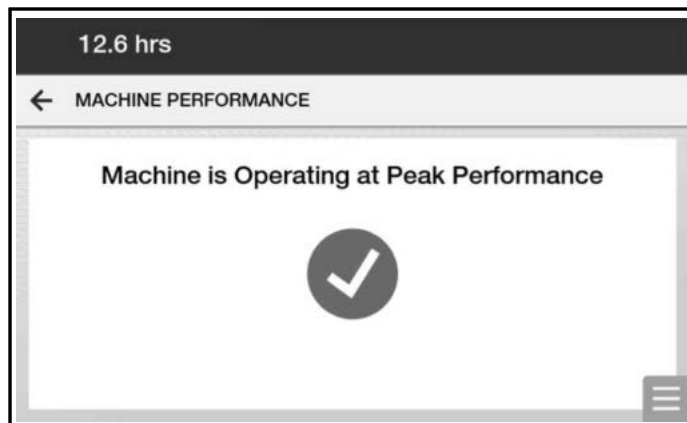 12.6 hrs
MACHINE PERFORMANCE
Machine is Operating at Peak Performance